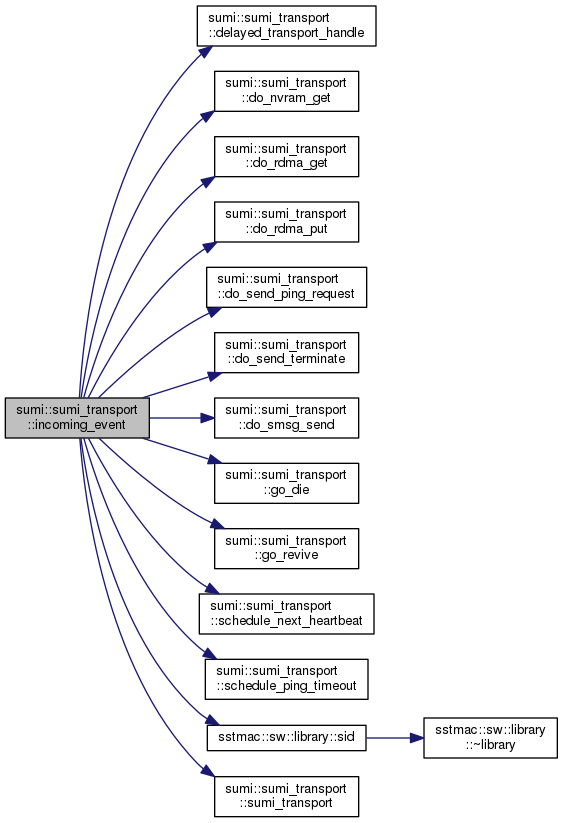 sumi::sumi_transport
::delayed_transport_handle
sumi::sumi_transport
::do_nvram_get
sumi::sumi_transport
::do_rdma_get
sumi::sumi_transport
::do_rdma_put
sumi::sumi_transport
::do_send_ping_request
sumi::sumi_transport
::do_send_terminate
sumi::sumi_transport
::incoming_event
sumi::sumi_transport
::do_smsg_send
sumi::sumi_transport
::go_die
sumi::sumi_transport
::go_revive
sumi::sumi_transport
::schedule_next_heartbeat
sumi::sumi_transport
::schedule_ping_timeout
sstmac::sw::library::sid
sstmac::sw::library
::~library
sumi::sumi_transport
::sumi_transport